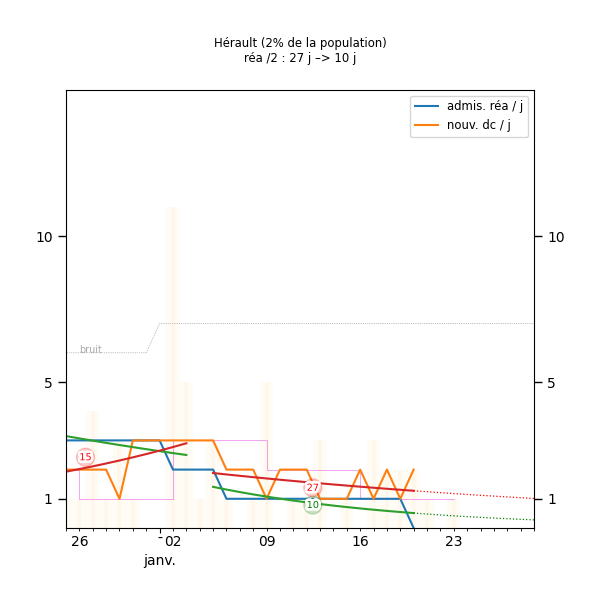 Hérault (2% de la population)
réa /2 : 27 j –> 10 j
admis. réa / j
nouv. dc / j
10 10
bruit
5 5
15
27
10
1 1
26 02 09 16 23
janv.